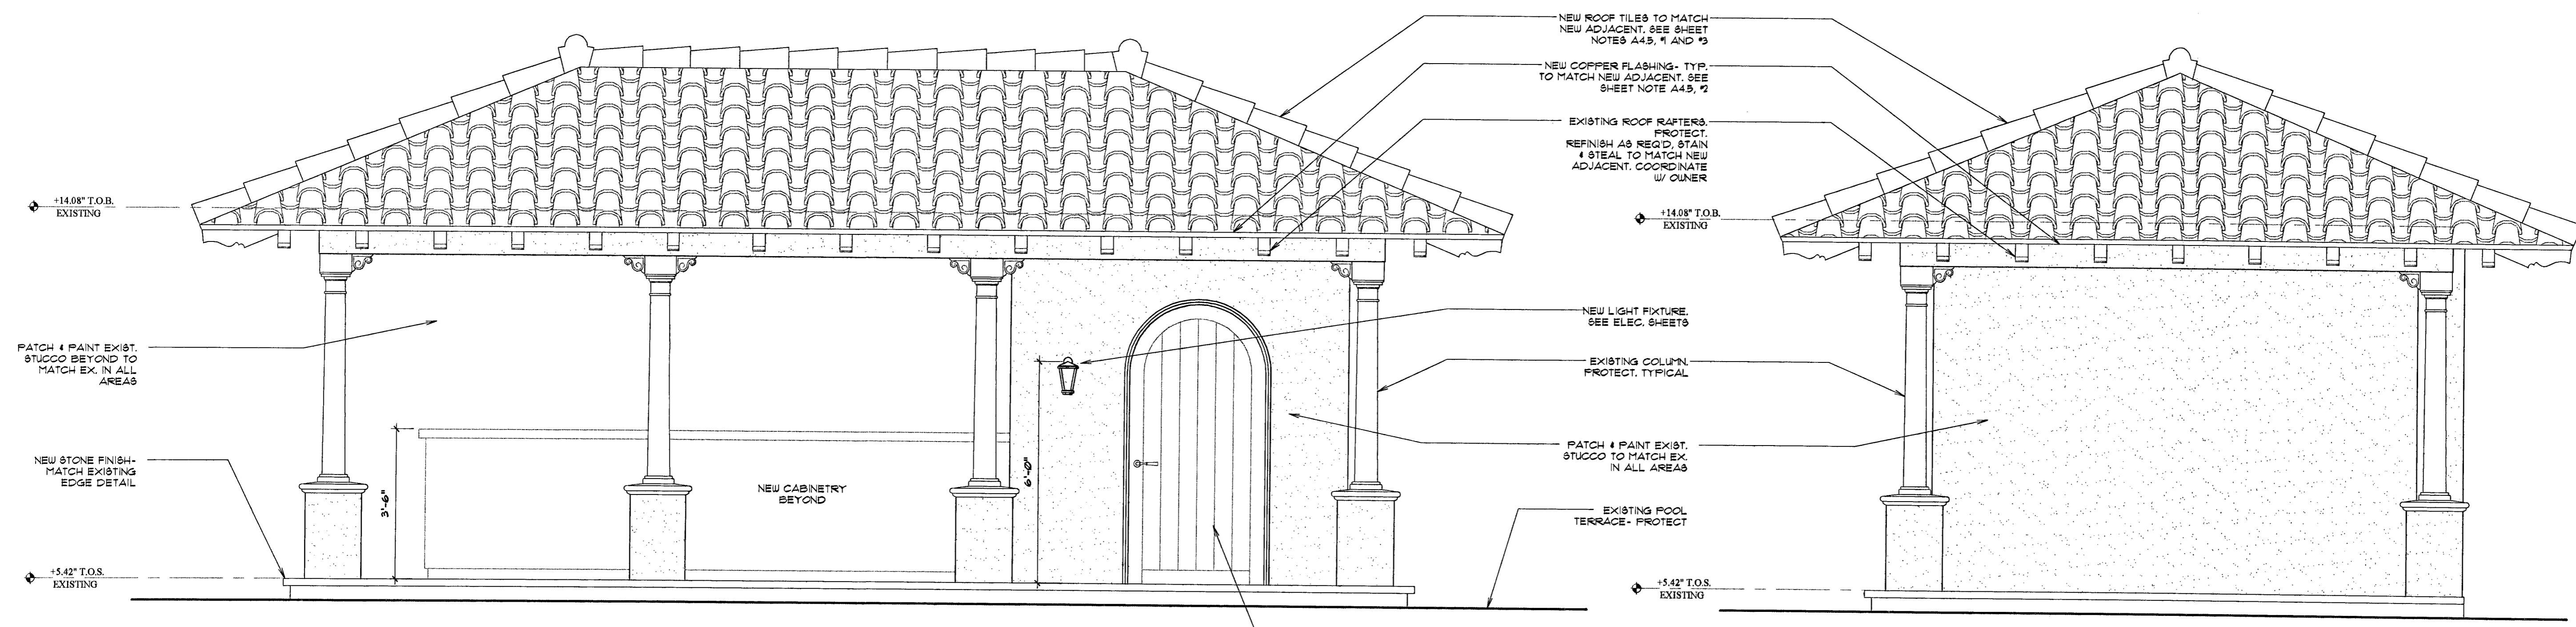 NEW ROOF TILES TO MATCH
NEW ADJACENT. SEE SHEET
NOTES A4.5, #1 AND #3
NEW COPPER FLASHING- TYP.
TO MATCH NEW ADJACENT. SEE
SHEET NOTE A4.5, #2
EXISTING ROOF RAFTERS.
PROTECT.
REFINISH AS REQ'D, STAIN
& STEAL TO MATCH NEW
ADJACENT. COORDINATE
W/ OWNER
+14.08" T.O.B.
EXISTING
+14.08" T.O.B.
EXISTING
NEW LIGHT FIXTURE.
SEE ELEC. SHEETS
PATCH & PAINT EXIST.
STUCCO BEYOND TO
MATCH EX. IN ALL
AREAS
EXISTING COLUMN.
PROTECT. TYPICAL
PATCH & PAINT EXIST.
STUCCO TO MATCH EX.
IN ALL AREAS
NEW STONE FINISH-
MATCH EXISTING
EDGE DETAIL
3'-6"
NEW CABINETRY
BEYOND
6'-0"
EXISTING POOL
TERRACE- PROTECT
+5.42" T.O.S.
EXISTING
+5.42" T.O.S.
EXISTING